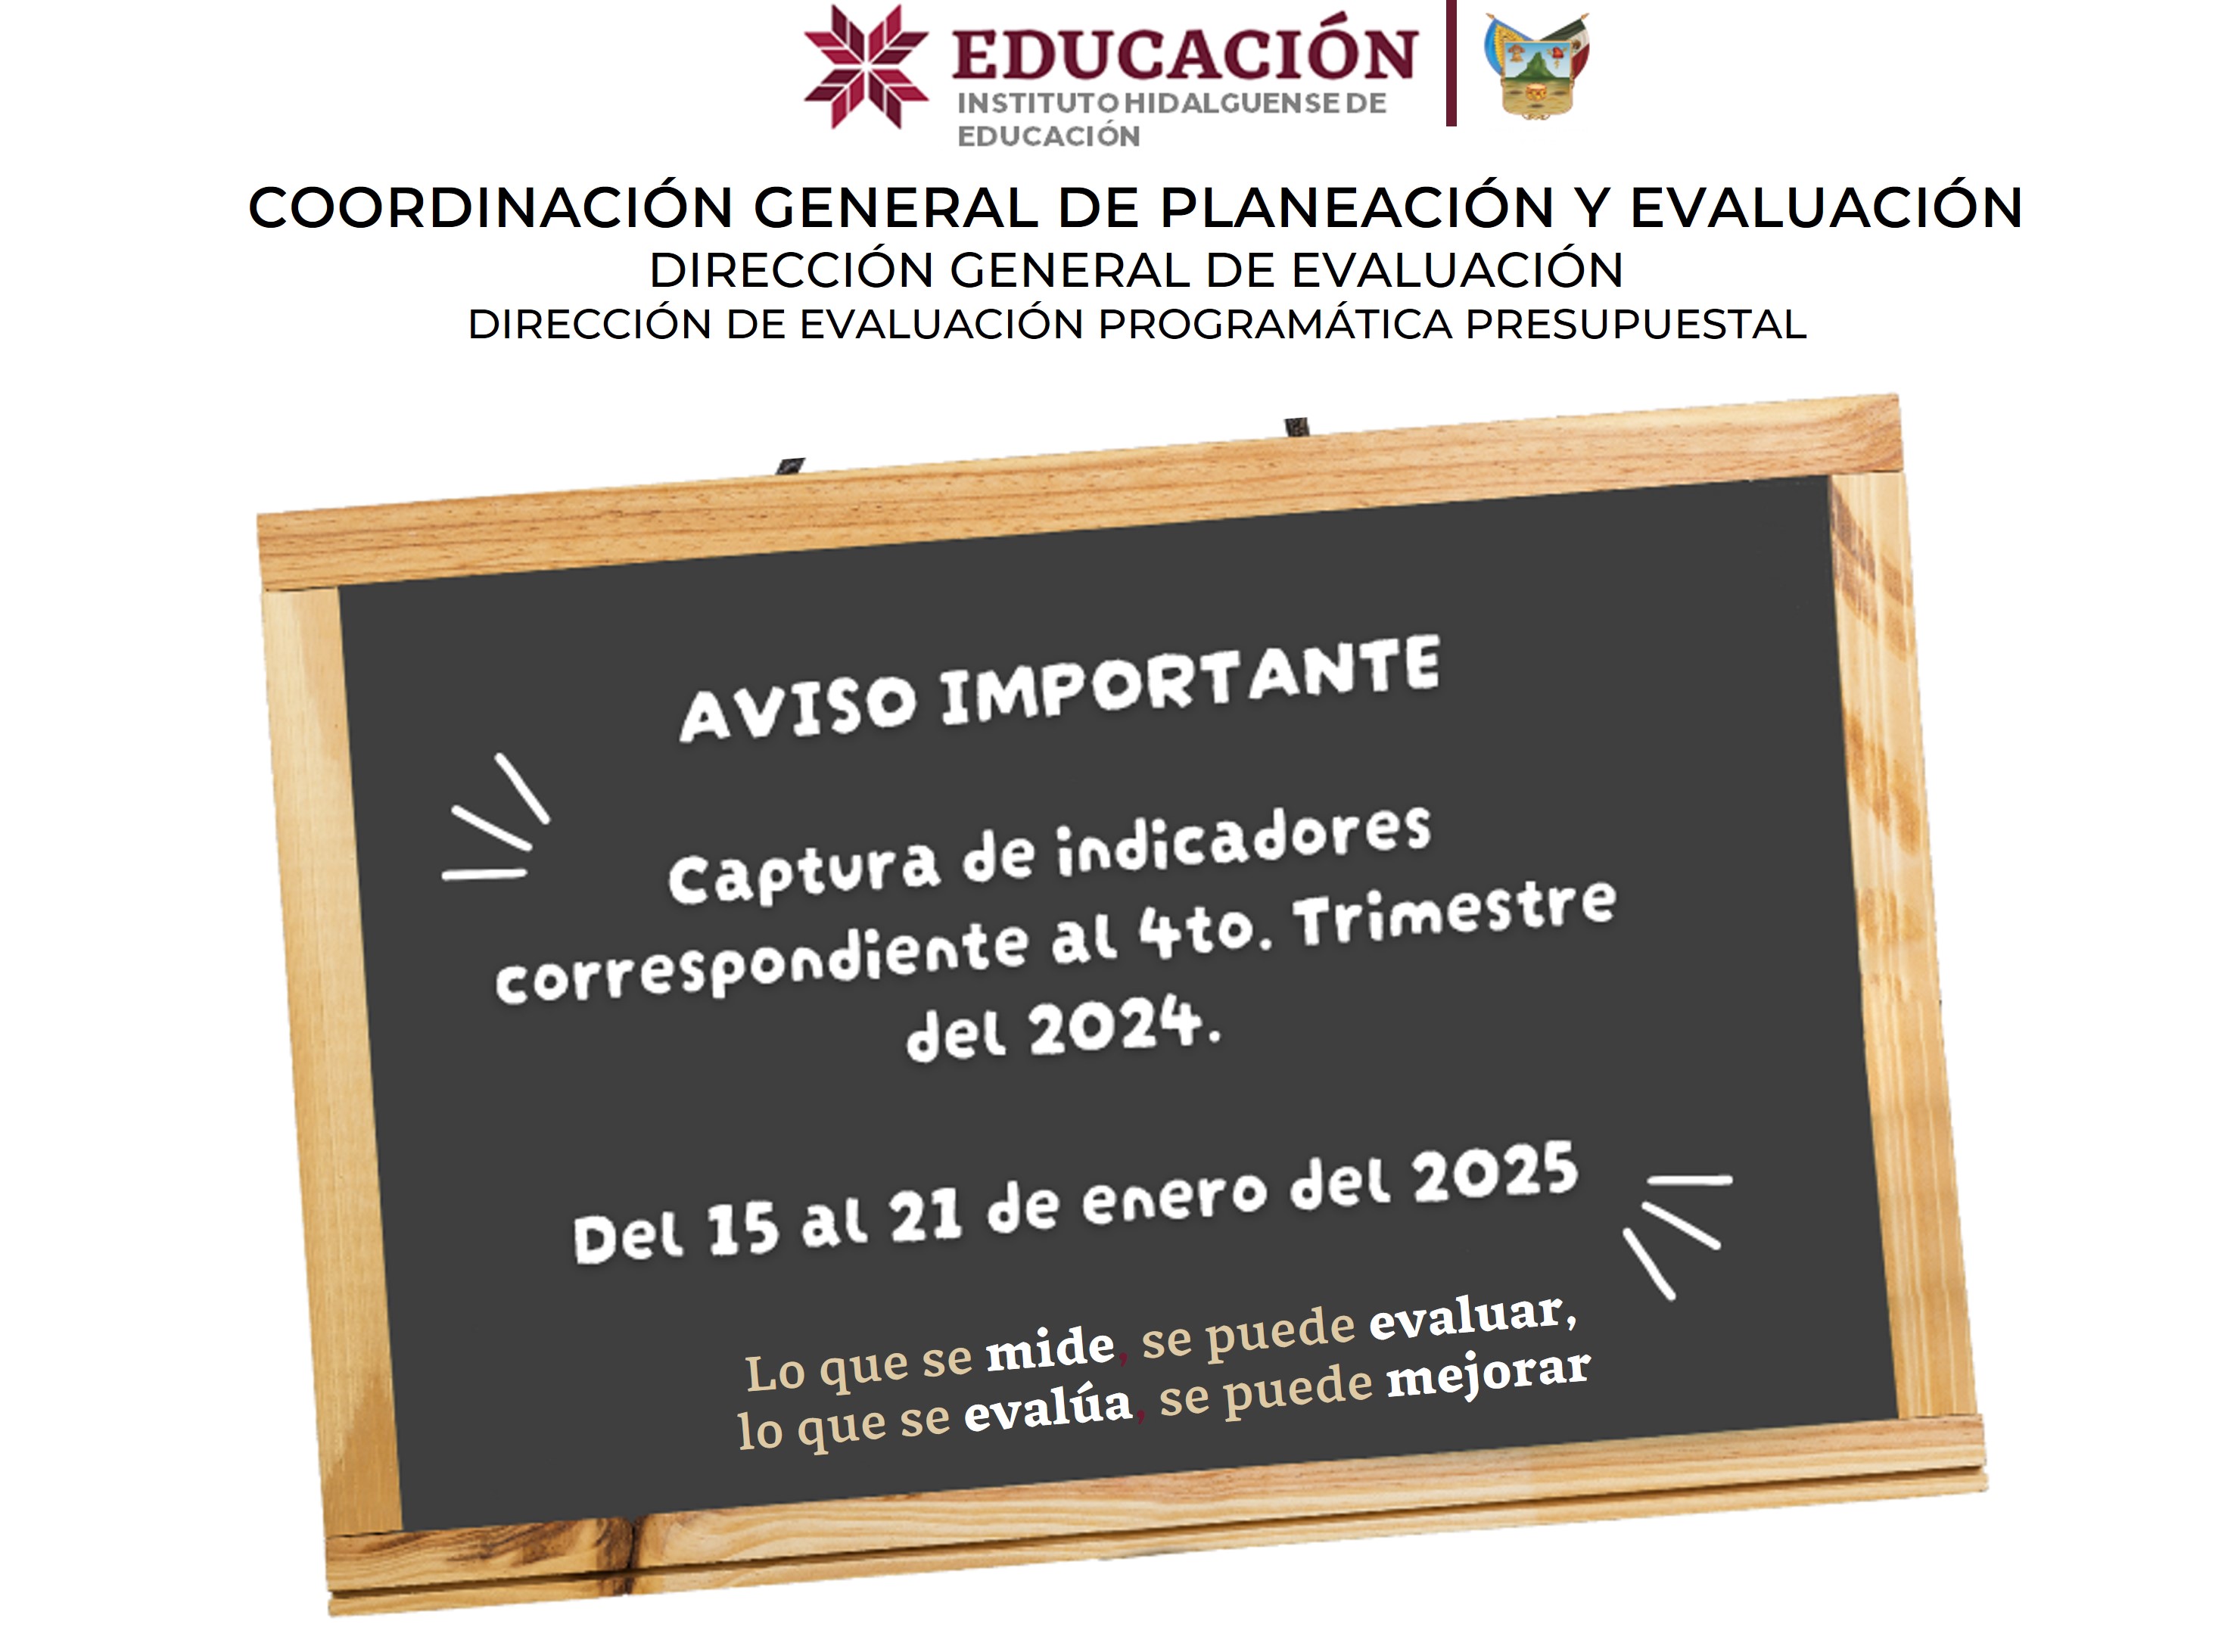 EDUCACIÓN
INSTITUTO HIDALGUENSE DE
EDUCACIÓN
COORDINACIÓN GENERAL DE PLANEACIÓN Y EVALUACIÓN
DIRECCIÓN GENERAL DE EVALUACIÓN
DIRECCIÓN DE EVALUACIÓN PROGRAMÁTICA PRESUPUESTAL
AVISO IMPORTANTE
Captura de indicadores
correspondiente al 4to. Trimestre
del 2024.
Del 15 al 21 de enero del 2025
Lo que se mide, se puede evaluar,
lo que se evalúa, se puede mejorar